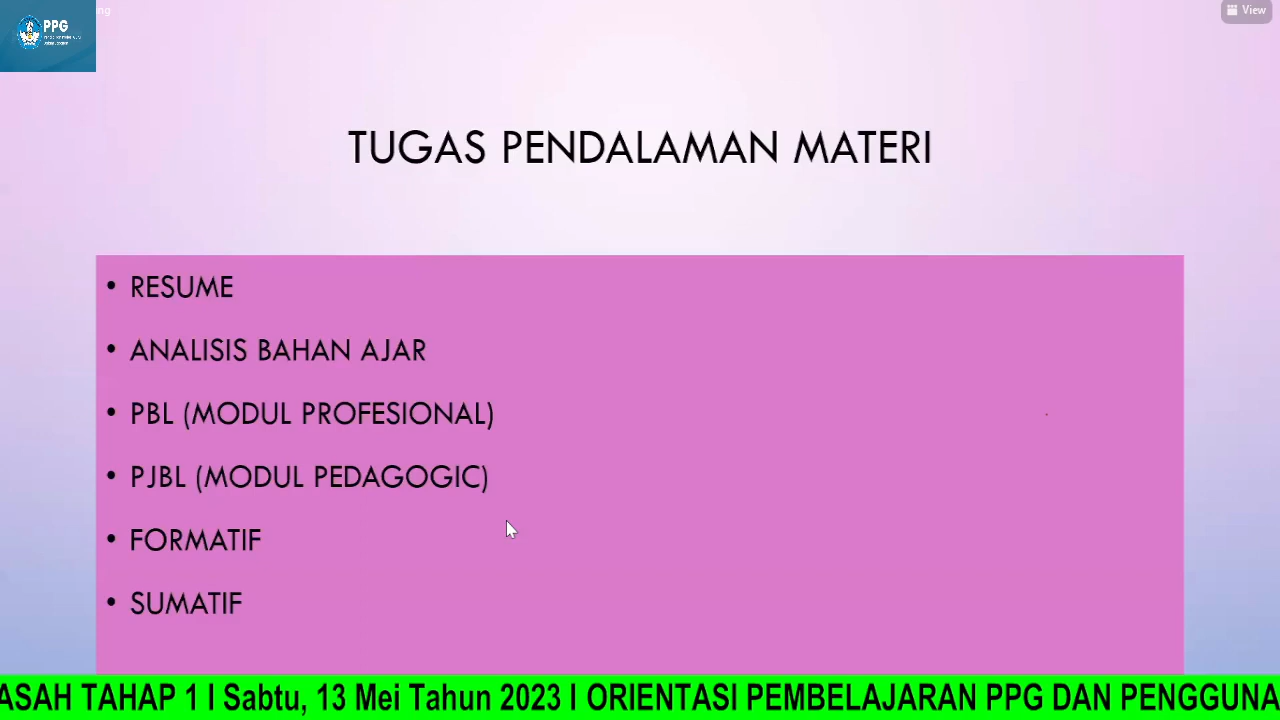 PPG
View
TUGAS PENDALAMAN MATERI
• RESUME
• ANALISIS BAHAN AJAR
• PBL (MODUL PROFESIONAL)
• PJBL (MODUL PEDAGOGIC)
• FORMATIF
• SUMATIF
ASAH TAHAP 1 I Sabtu, 13 Mei Tahun 2023 I ORIENTASI PEMBELAJARAN PPG DAN PENGGUNA